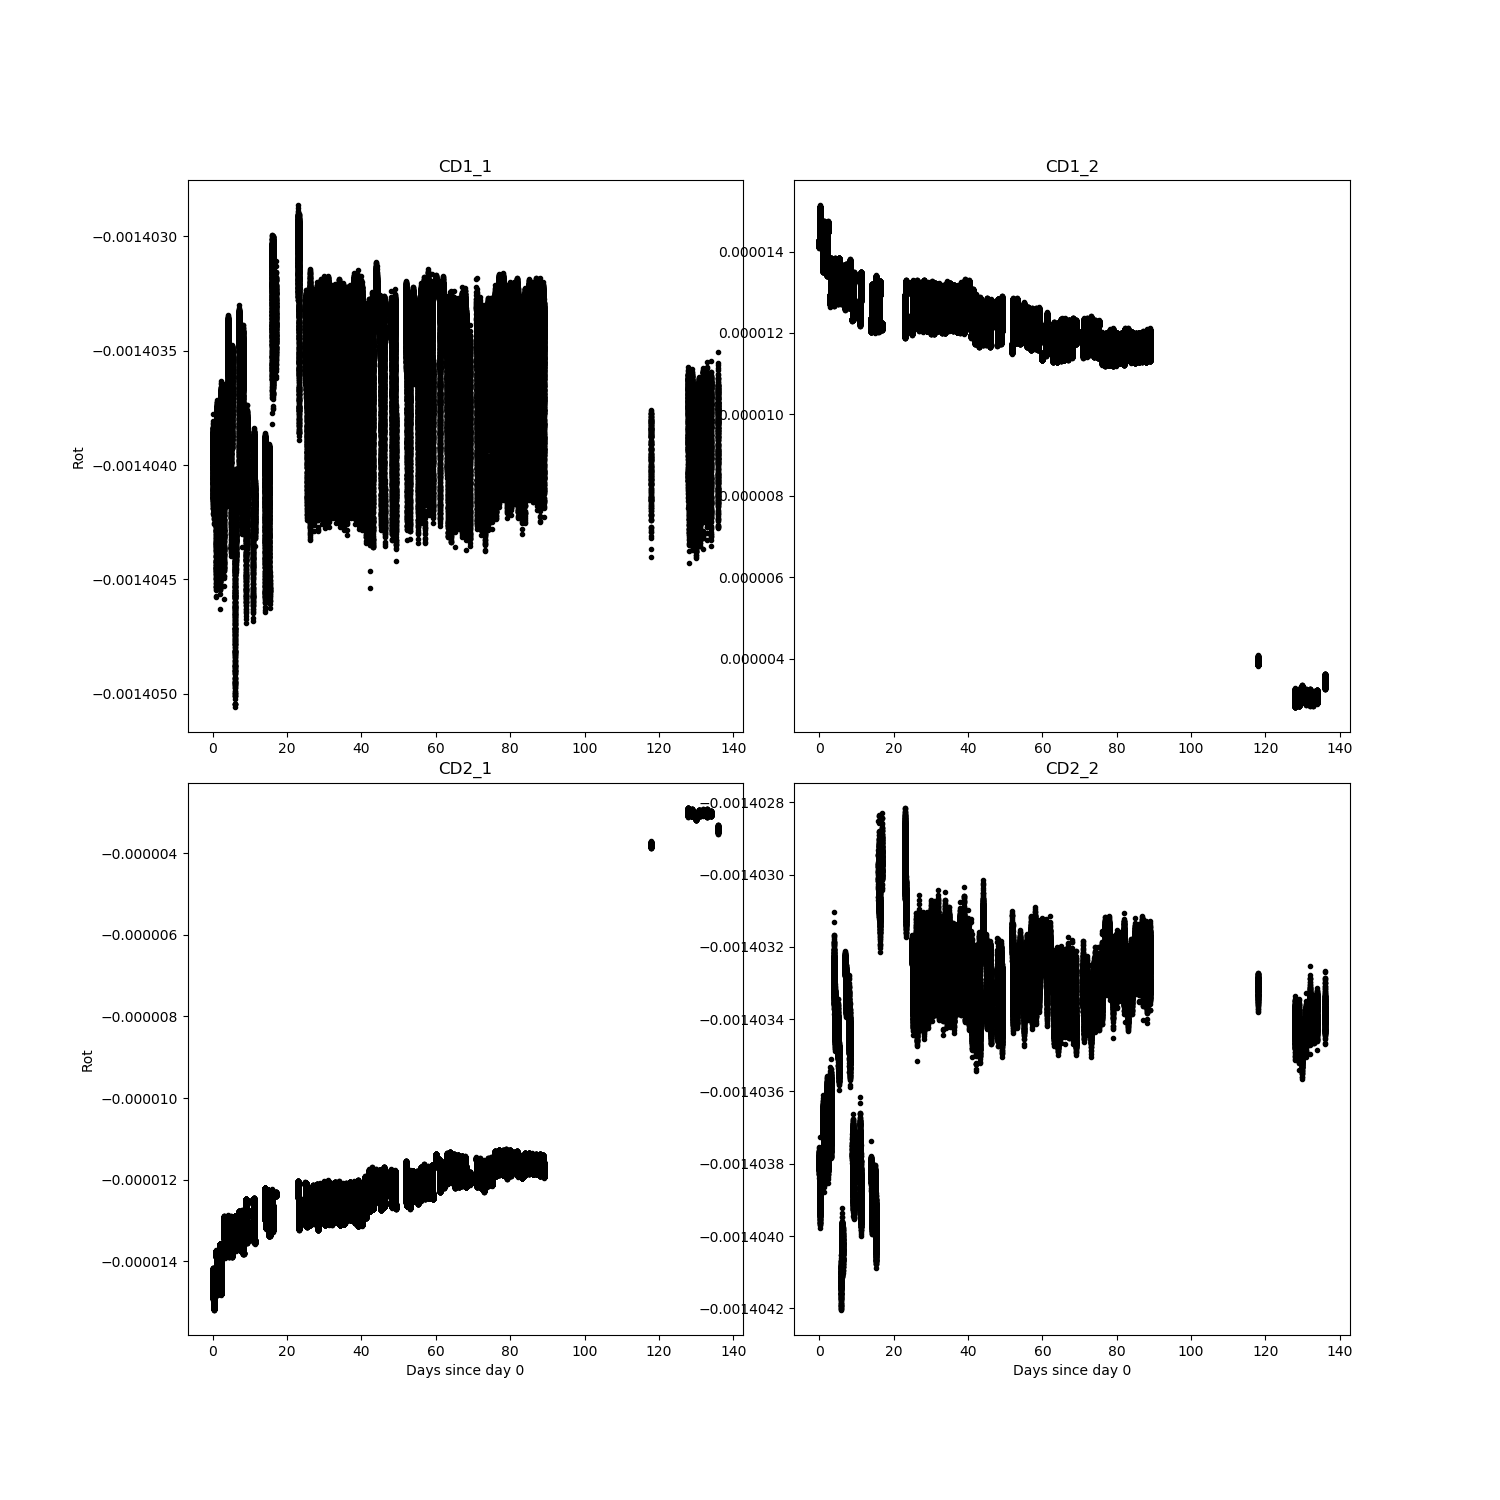 CD1_1
CD1_2
−0.0014030
−0.0014035
−0.0014040
−0.0014045
−0.0014050
Rot
0 20 40 60 80 100 120 140
0.000014
0.000012
0.000010
0.000008
0.000006
0.000004
0 20 40 60 80 100 120 140
CD2_1
CD2_2
−0.000004
−0.000006
−0.000008
−0.000010
−0.000012
−0.000014
Rot
0 20 40 60 80 100 120 140
Days since day 0
−0.0014028
−0.0014030
−0.0014032
−0.0014034
−0.0014036
−0.0014038
−0.0014040
−0.0014042
0 20 40 60 80 100 120 140
Days since day 0